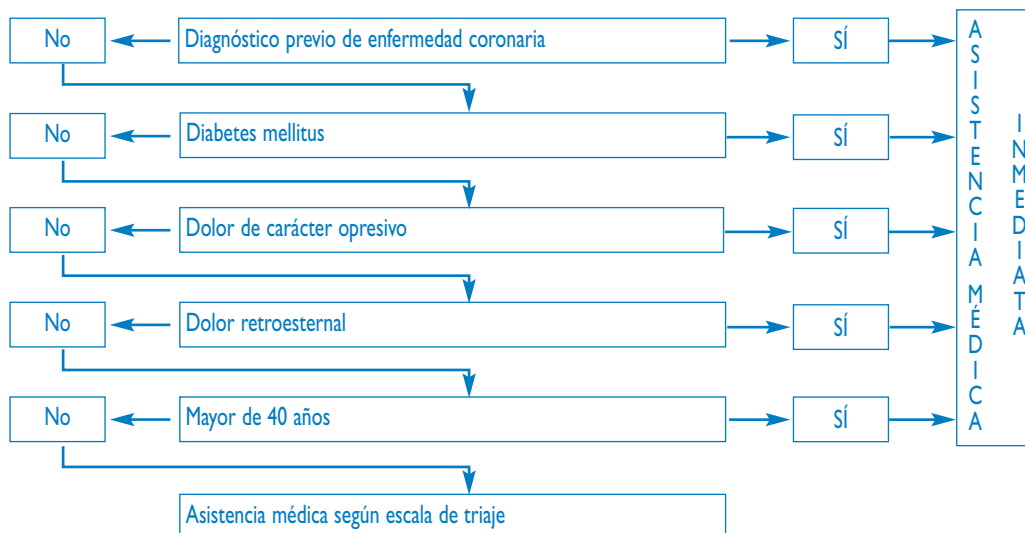 No
Diagnóstico previo de enfermedad coronaria
SÍ
No
Diabetes mellitus
SÍ
No
Dolor de carácter opresivo
SÍ
No
Dolor retroesternal
SÍ
No
Mayor de 40 años
SÍ
Asistencia médica según escala de triaje
ASISTENCIA MÉDICA
INMEDIATA